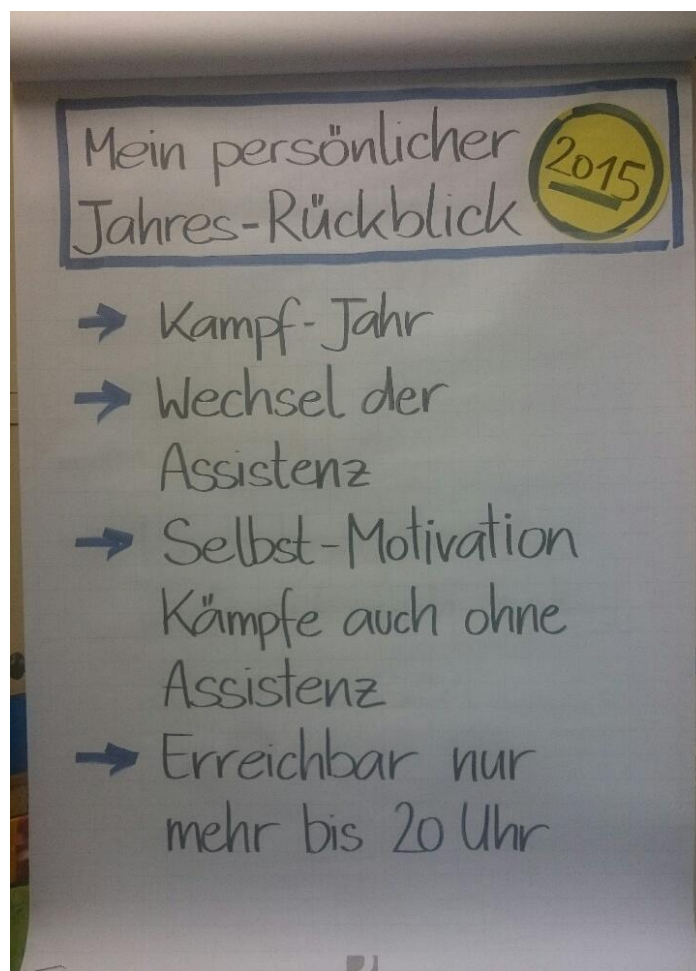 Mein persönlicher
Jahres-Rückblick
2015
→ Kampf-Jahr
→ Wechsel der
Assistenz
→ Selbst-Motivation
Kämpfe auch ohne
Assistenz
→ Erreichbar nur
mehr bis 20 Uhr